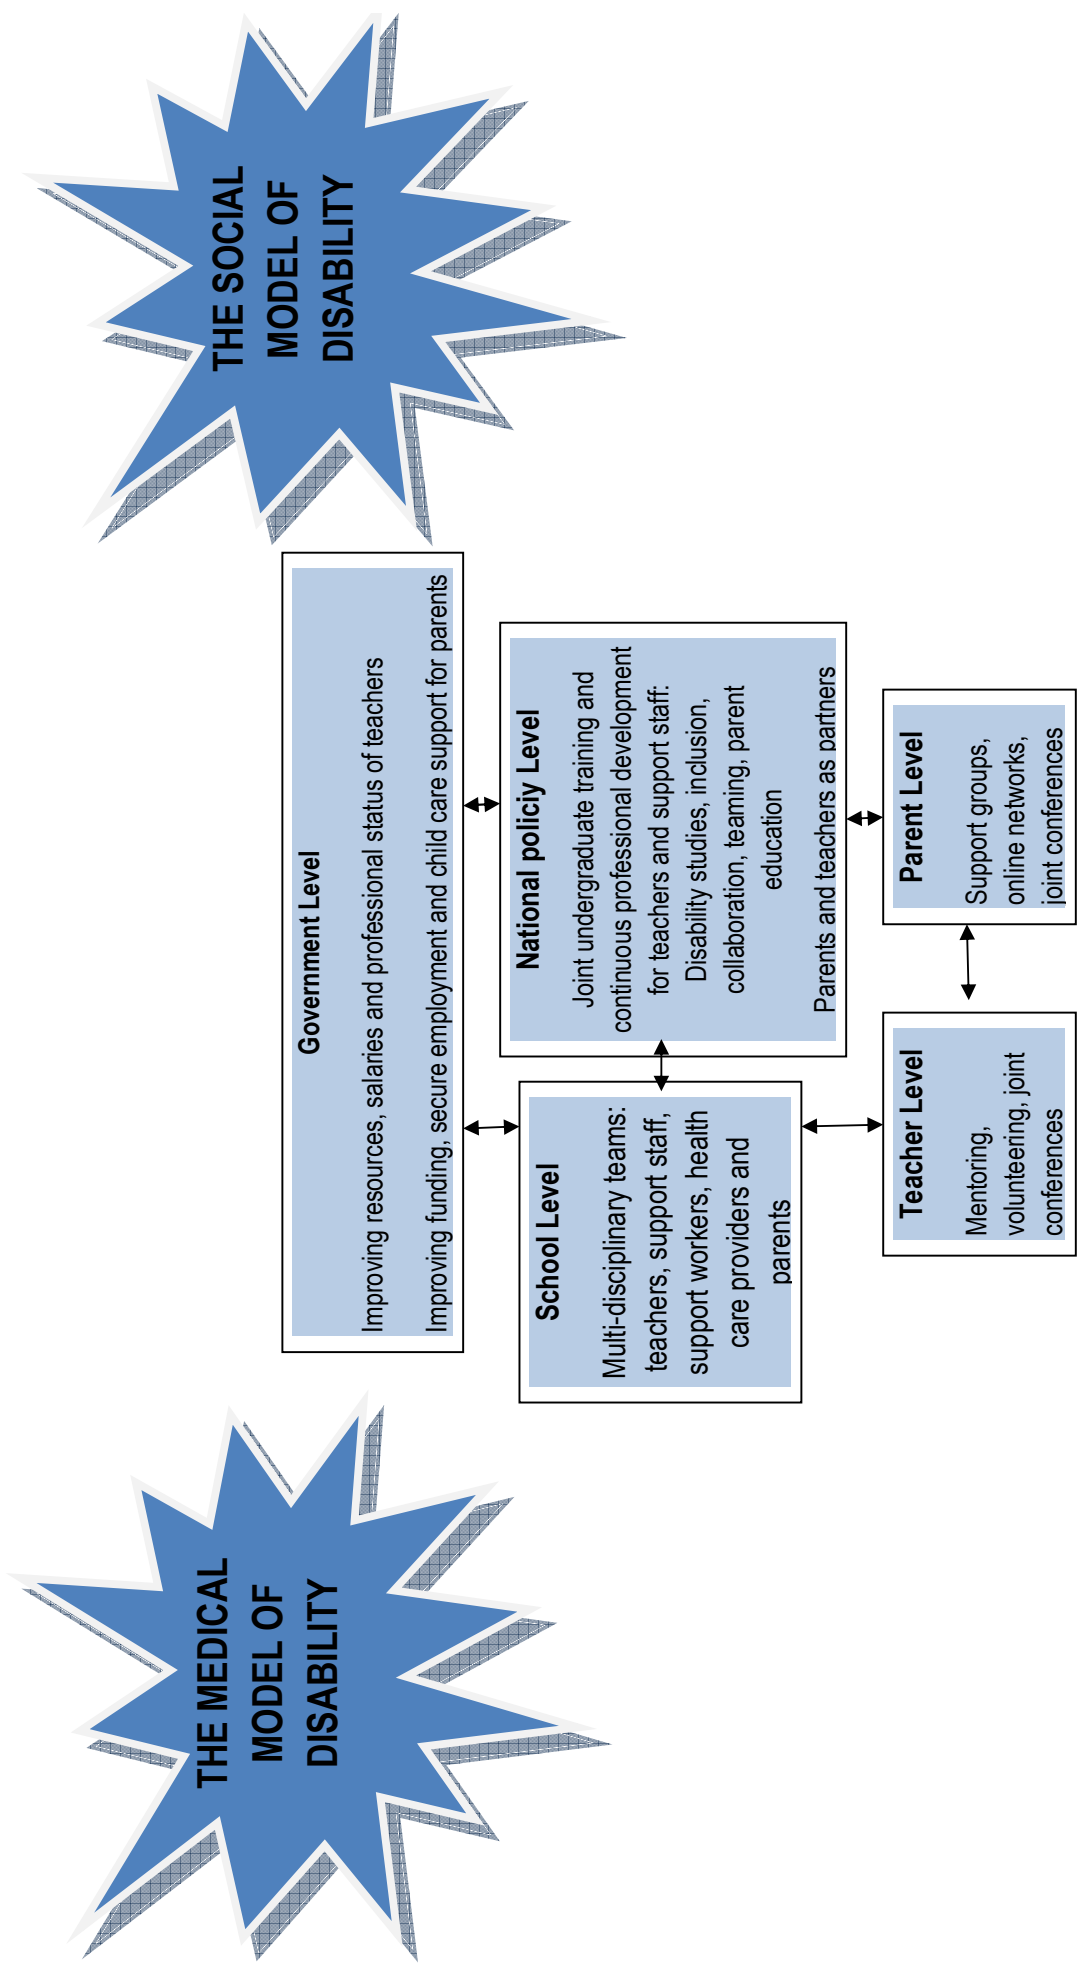 THE MEDICAL
MODEL OF
DISABILITY
THE SOCIAL
MODEL OF
DISABILITY
Government Level
Improving resources, salaries and professional status of teachers
Improving funding, secure employment and child care support for parents
School Level
Multi-disciplinary teams:
teachers, support staff,
support workers, health
care providers and
parents
National policiy Level
Joint undergraduate training and
continuous professional development
for teachers and support staff:
Disability studies, inclusion,
collaboration, teaming, parent
education
Parents and teachers as partners
Teacher Level
Mentoring,
volunteering, joint
conferences
Parent Level
Support groups,
online networks,
joint conferences